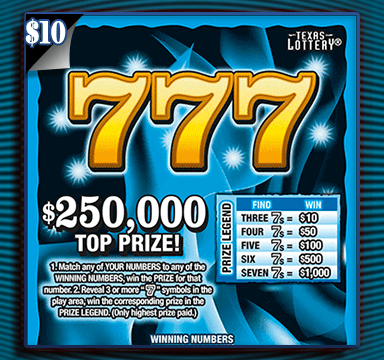 $10
TEXAS
LOTTERY®
777
$250,000
TOP PRIZE!
PRIZE LEGEND
FIND WIN
THREE 7s = $10
FOUR 7s = $50
FIVE 7s = $100
SIX 7s = $500
SEVEN 7s = $1,000
1. Match any of YOUR NUMBERS to any of the
WINNING NUMBERS, win the PRIZE for that
number. 2. Reveal 3 or more "7" symbols in the
play area, win the corresponding prize in the
PRIZE LEGEND. (Only highest prize paid.)
WINNING NUMBERS